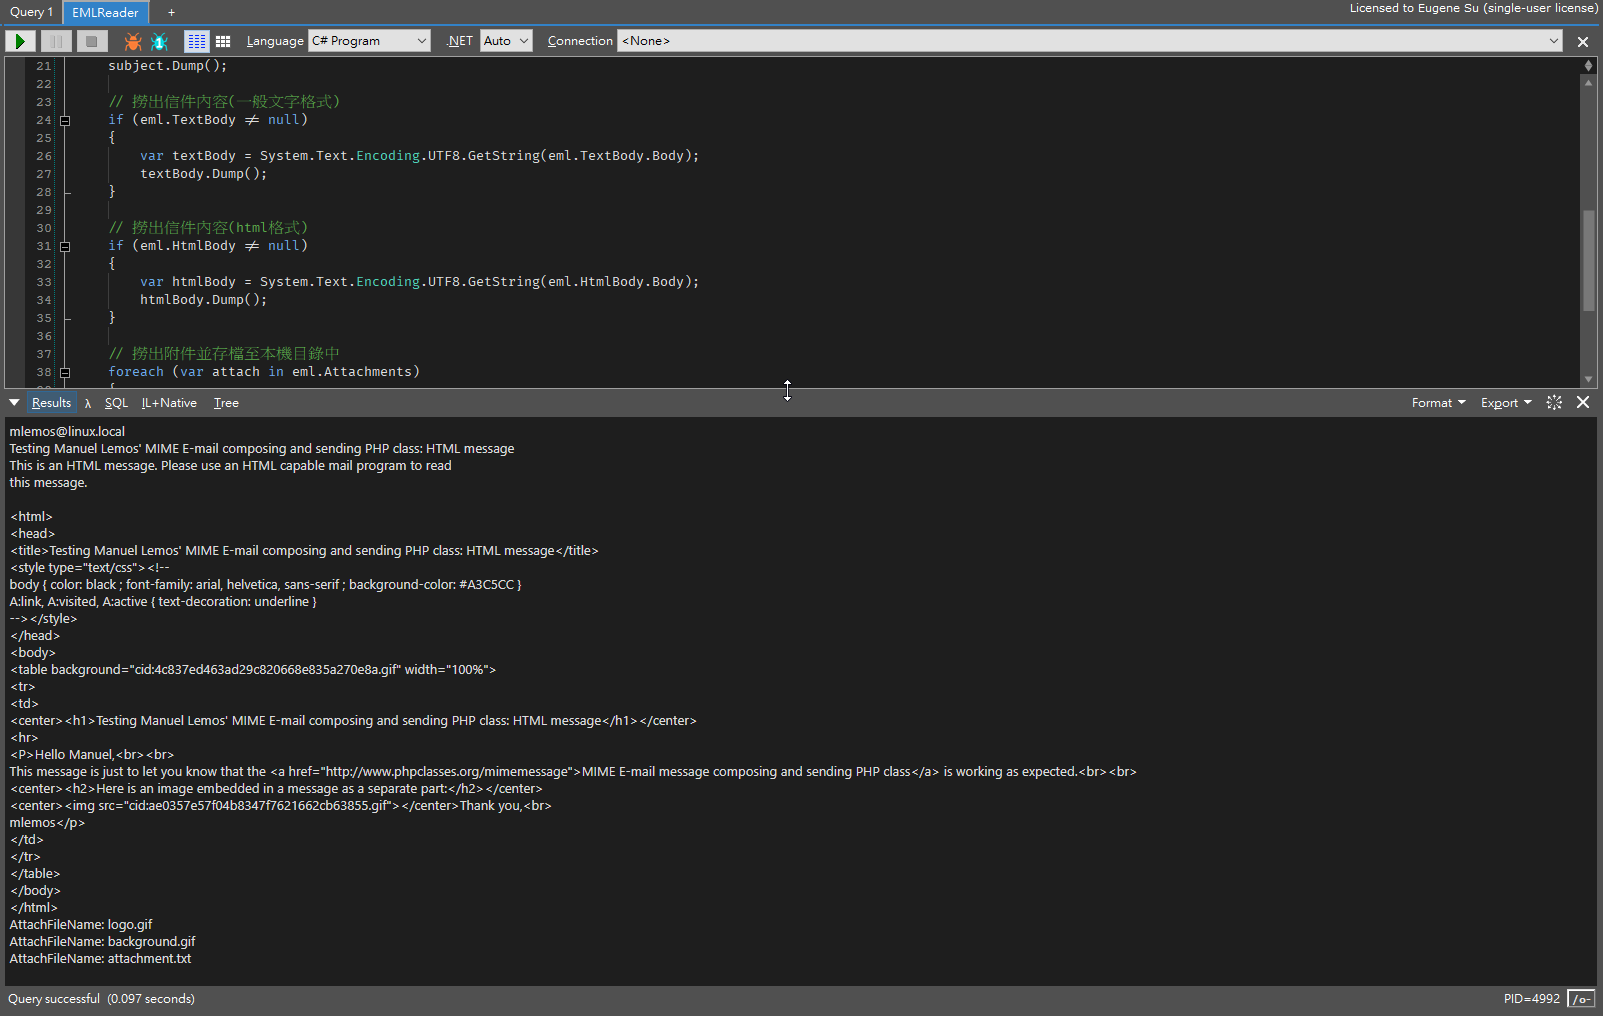 Query 1 EMLReader +
Licensed to Eugene Su (single-user license)
Language C# Program .NET Auto Connection <None>
21 subject.Dump();
22
23 // 撈出信件內容(一般文字格式)
24 if (eml.TextBody ≠ null)
25 {
26 var textBody = System.Text.Encoding.UTF8.GetString(eml.TextBody.Body);
27 textBody.Dump();
28 }
29
30 // 撈出信件內容(html格式)
31 if (eml.HtmlBody ≠ null)
32 {
33 var htmlBody = System.Text.Encoding.UTF8.GetString(eml.HtmlBody.Body);
34 htmlBody.Dump();
35 }
36
37 // 撈出附件並存檔至本機目錄中
38 foreach (var attach in eml.Attachments)
Results λ SQL IL+Native Tree Format Export
mlemos@linux.local
Testing Manuel Lemos' MIME E-mail composing and sending PHP class: HTML message
This is an HTML message. Please use an HTML capable mail program to read
this message.
<html>
<head>
<title>Testing Manuel Lemos' MIME E-mail composing and sending PHP class: HTML message</title>
<style type="text/css"><!--
body { color: black ; font-family: arial, helvetica, sans-serif ; background-color: #A3C5CC }
A:link, A:visited, A:active { text-decoration: underline }
--></style>
</head>
<body>
<table background="cid:4c837ed463ad29c820668e835a270e8a.gif" width="100%">
<tr>
<td>
<center><h1>Testing Manuel Lemos' MIME E-mail composing and sending PHP class: HTML message</h1></center>
<hr>
<P>Hello Manuel,<br><br>
This message is just to let you know that the <a href="http://www.phpclasses.org/mimemessage">MIME E-mail message composing and sending PHP class</a> is working as expected.<br><br>
<center><h2>Here is an image embedded in a message as a separate part:</h2></center>
<center><img src="cid:ae0357e57f04b8347f7621662cb63855.gif"></center>Thank you,<br>
mlemos</p>
</td>
</tr>
</table>
</body>
</html>
AttachFileName: logo.gif
AttachFileName: background.gif
AttachFileName: attachment.txt
Query successful (0.097 seconds)
PID=4992 /o-